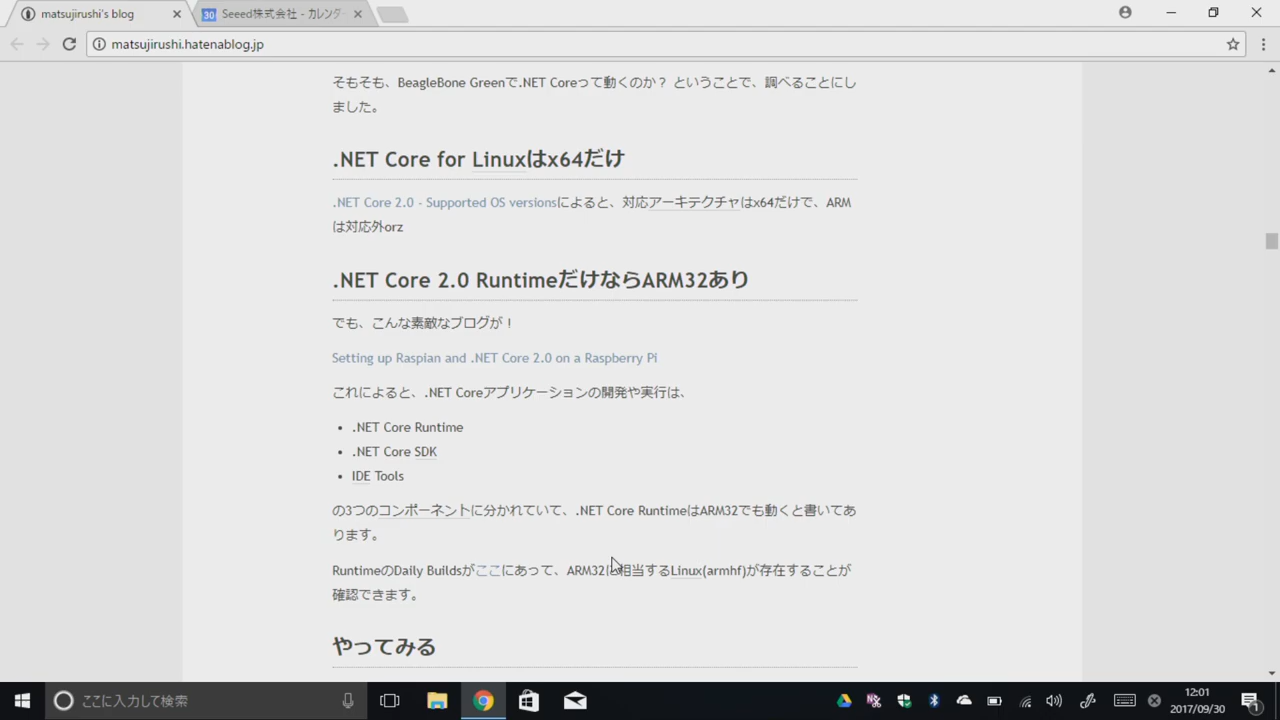 matsujirushi's blog
30 Seeed株式会社 - カレンダー
matsujirushi.hatenablog.jp
そもそも、BeagleBone Greenで.NET Coreって動くのか？ ということで、調べることにし
ました。
.NET Core for Linuxはx64だけ
.NET Core 2.0 - Supported OS versionsによると、対応アーキテクチャはx64だけで、ARM
は対応外orz
.NET Core 2.0 RuntimeだけならARM32あり
でも、こんな素敵なブログが！
Setting up Raspian and .NET Core 2.0 on a Raspberry Pi
これによると、.NET Coreアプリケーションの開発や実行は、
• .NET Core Runtime
• .NET Core SDK
• IDE Tools
の3つのコンポーネントに分かれていて、.NET Core RuntimeはARM32でも動くと書いてあ
ります。
RuntimeのDaily Buildsがここにあって、ARM32に相当するLinux(armhf)が存在することが
確認できます。
やってみる
ここに入力して検索
12:01
2017/09/30
1